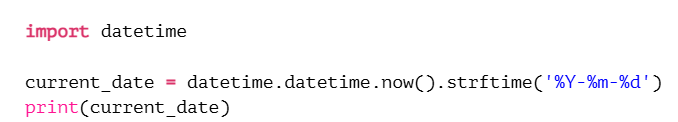 import datetime
current_date = datetime.datetime.now().strftime('%Y-%m-%d')
print(current_date)